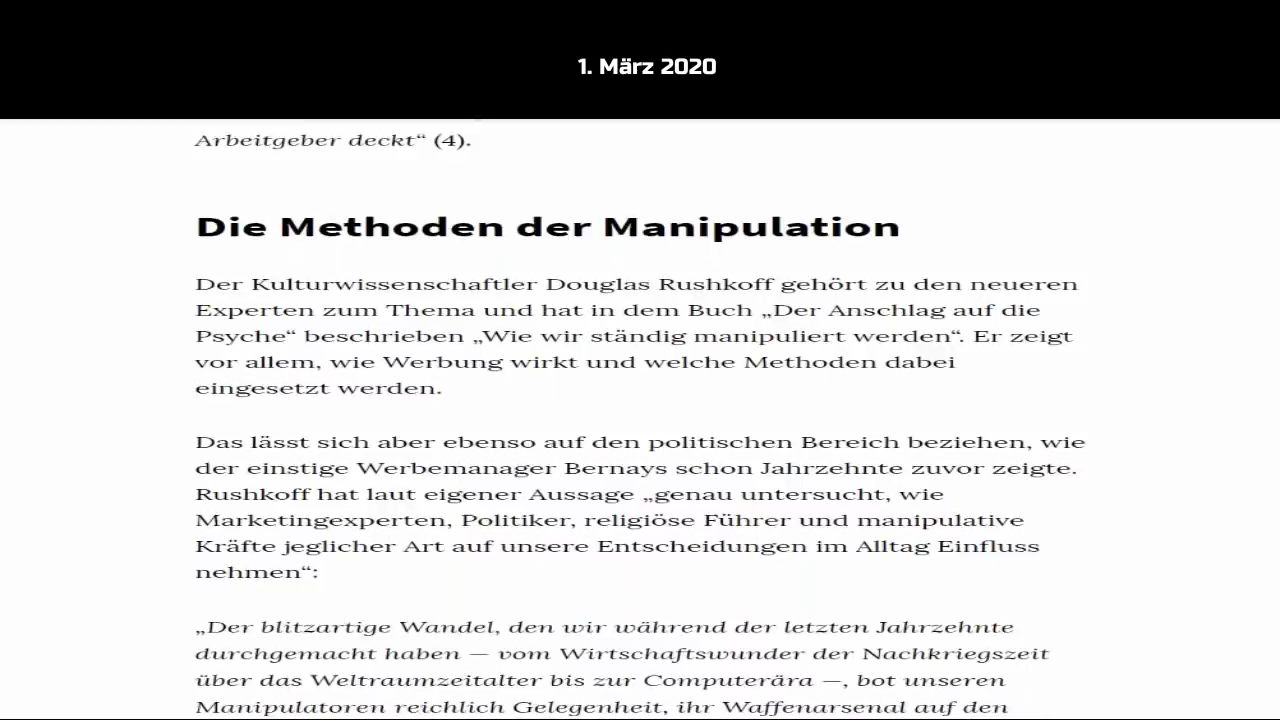 1. März 2020
Arbeitgeber deckt“ (4).
Die Methoden der Manipulation
Der Kulturwissenschaftler Douglas Rushkoff gehört zu den neueren
Experten zum Thema und hat in dem Buch „Der Anschlag auf die
Psyche“ beschrieben „Wie wir ständig manipuliert werden“. Er zeigt
vor allem, wie Werbung wirkt und welche Methoden dabei
eingesetzt werden.
Das lässt sich aber ebenso auf den politischen Bereich beziehen, wie
der einstige Werbemanager Bernays schon Jahrzehnte zuvor zeigte.
Rushkoff hat laut eigener Aussage „genau untersucht, wie
Marketingexperten, Politiker, religiöse Führer und manipulative
Kräfte jeglicher Art auf unsere Entscheidungen im Alltag Einfluss
nehmen“:
„Der blitzartige Wandel, den wir während der letzten Jahrzehnte
durchgemacht haben — vom Wirtschaftswunder der Nachkriegszeit
über das Weltraumzeitalter bis zur Computerära —, bot unseren
Manipulatoren reichlich Gelegenheit, ihr Waffenarsenal auf den